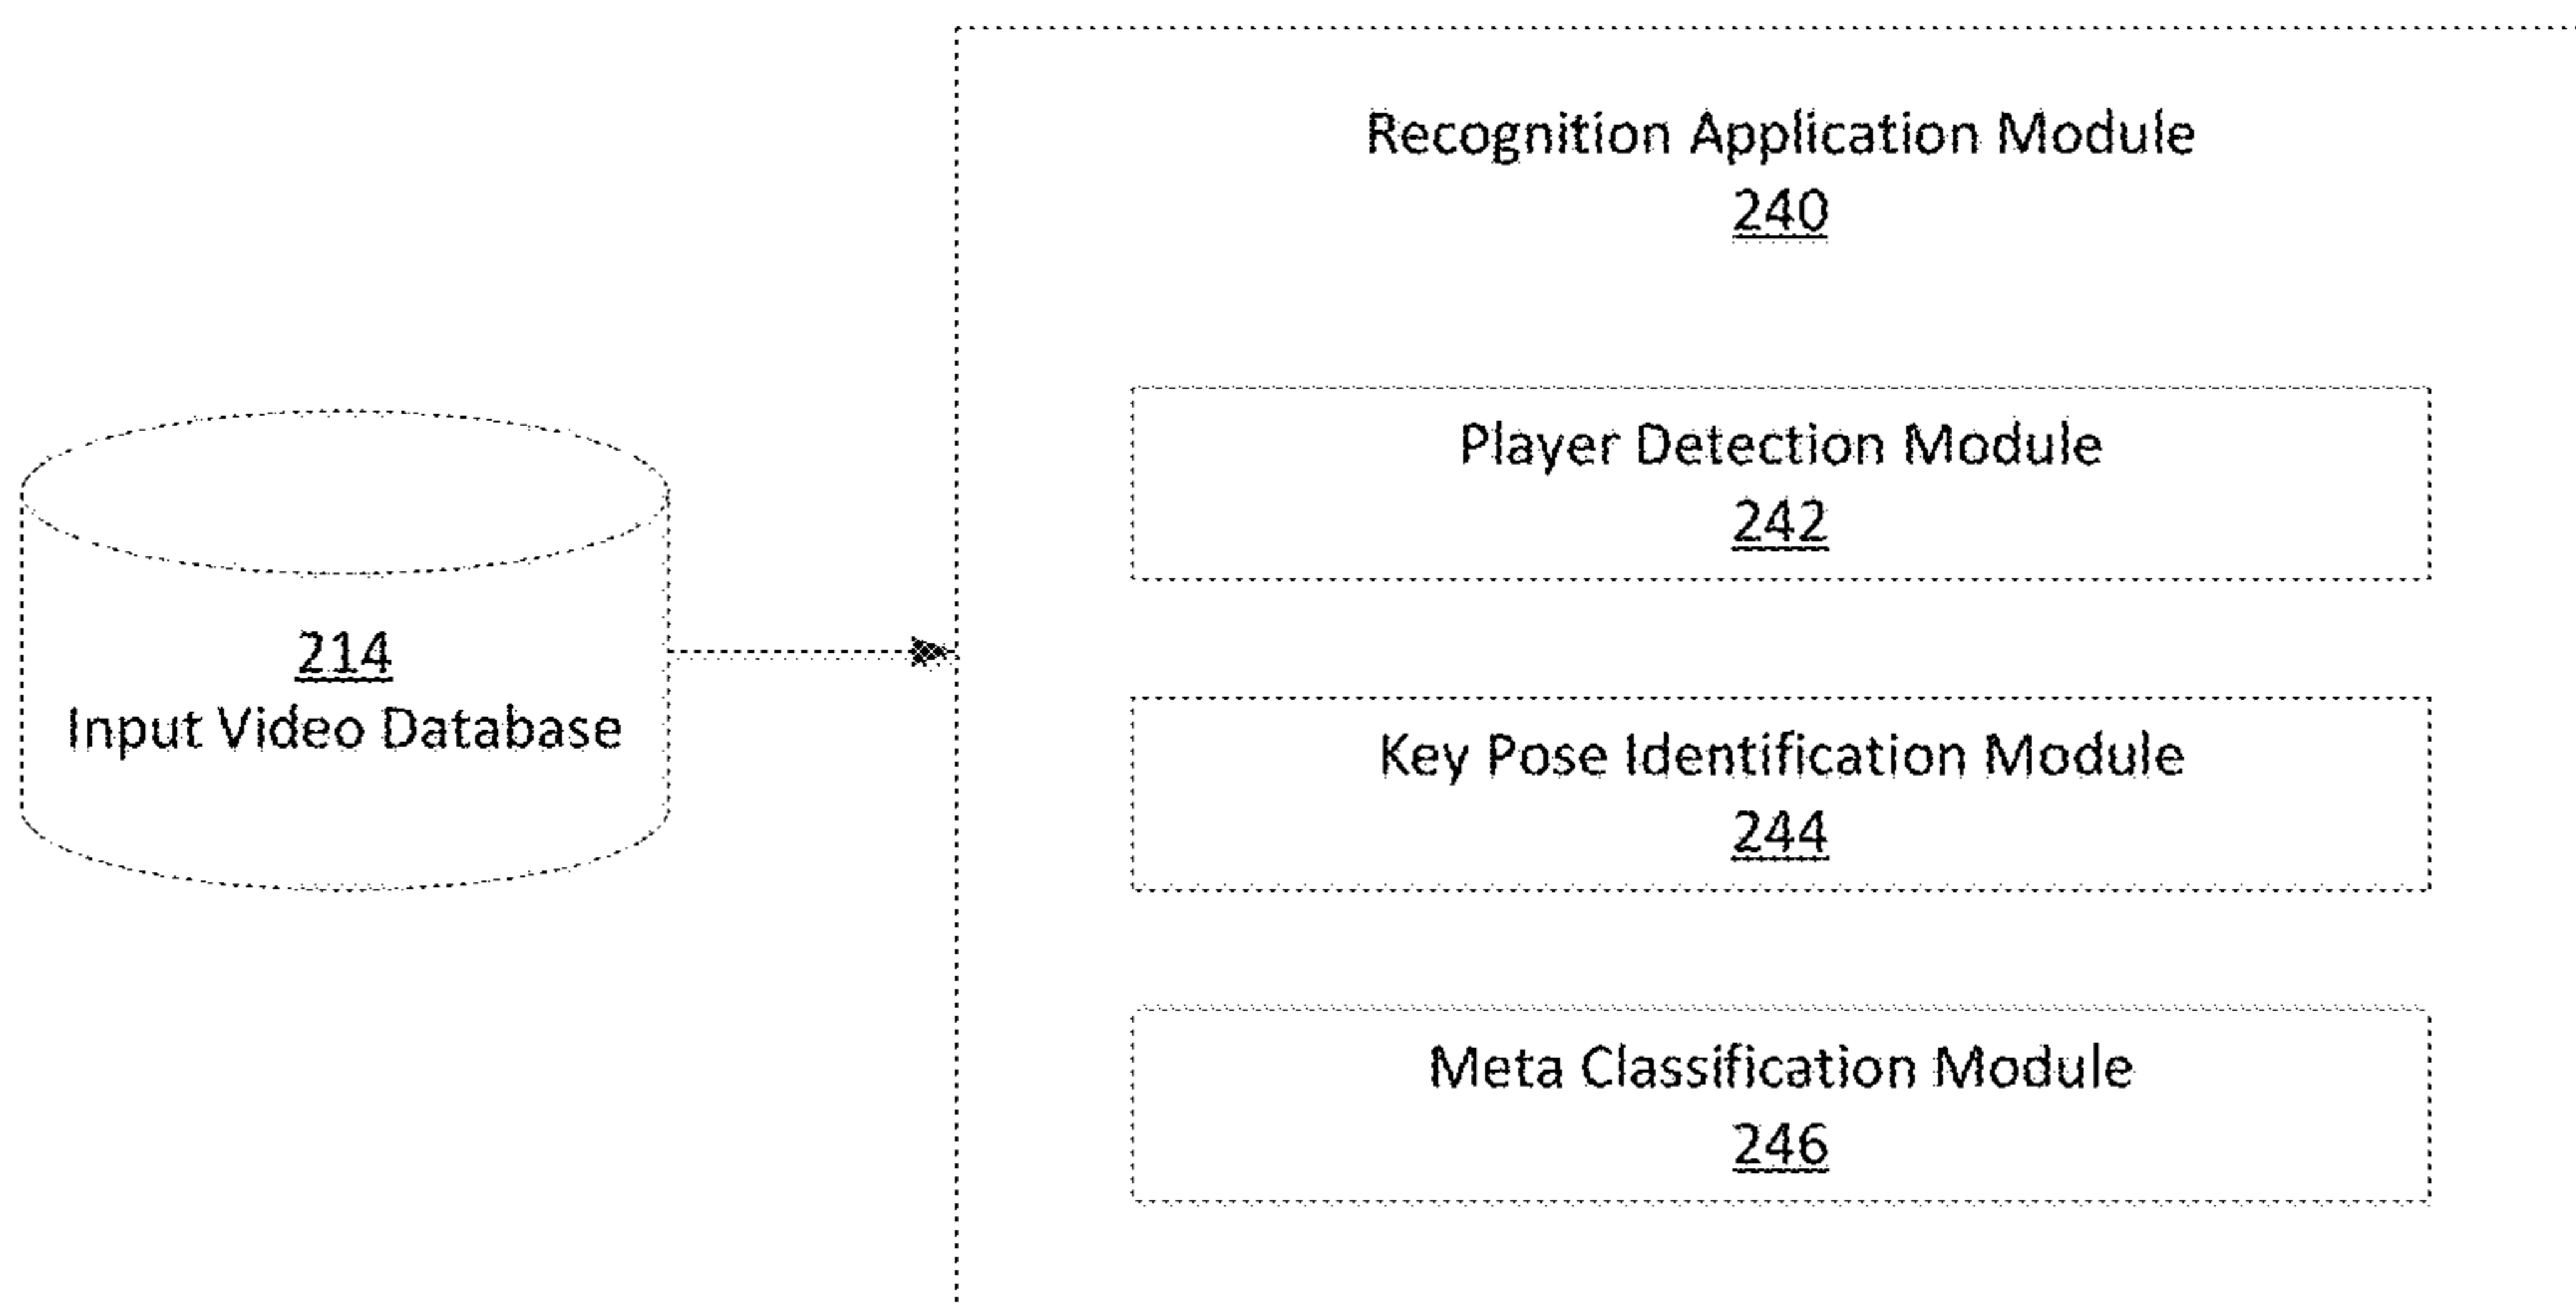 Recognition Application Module
240
Player Detection Module
242
214
Input Video Database
Key Pose Identification Module
244
Meta Classification Module
246